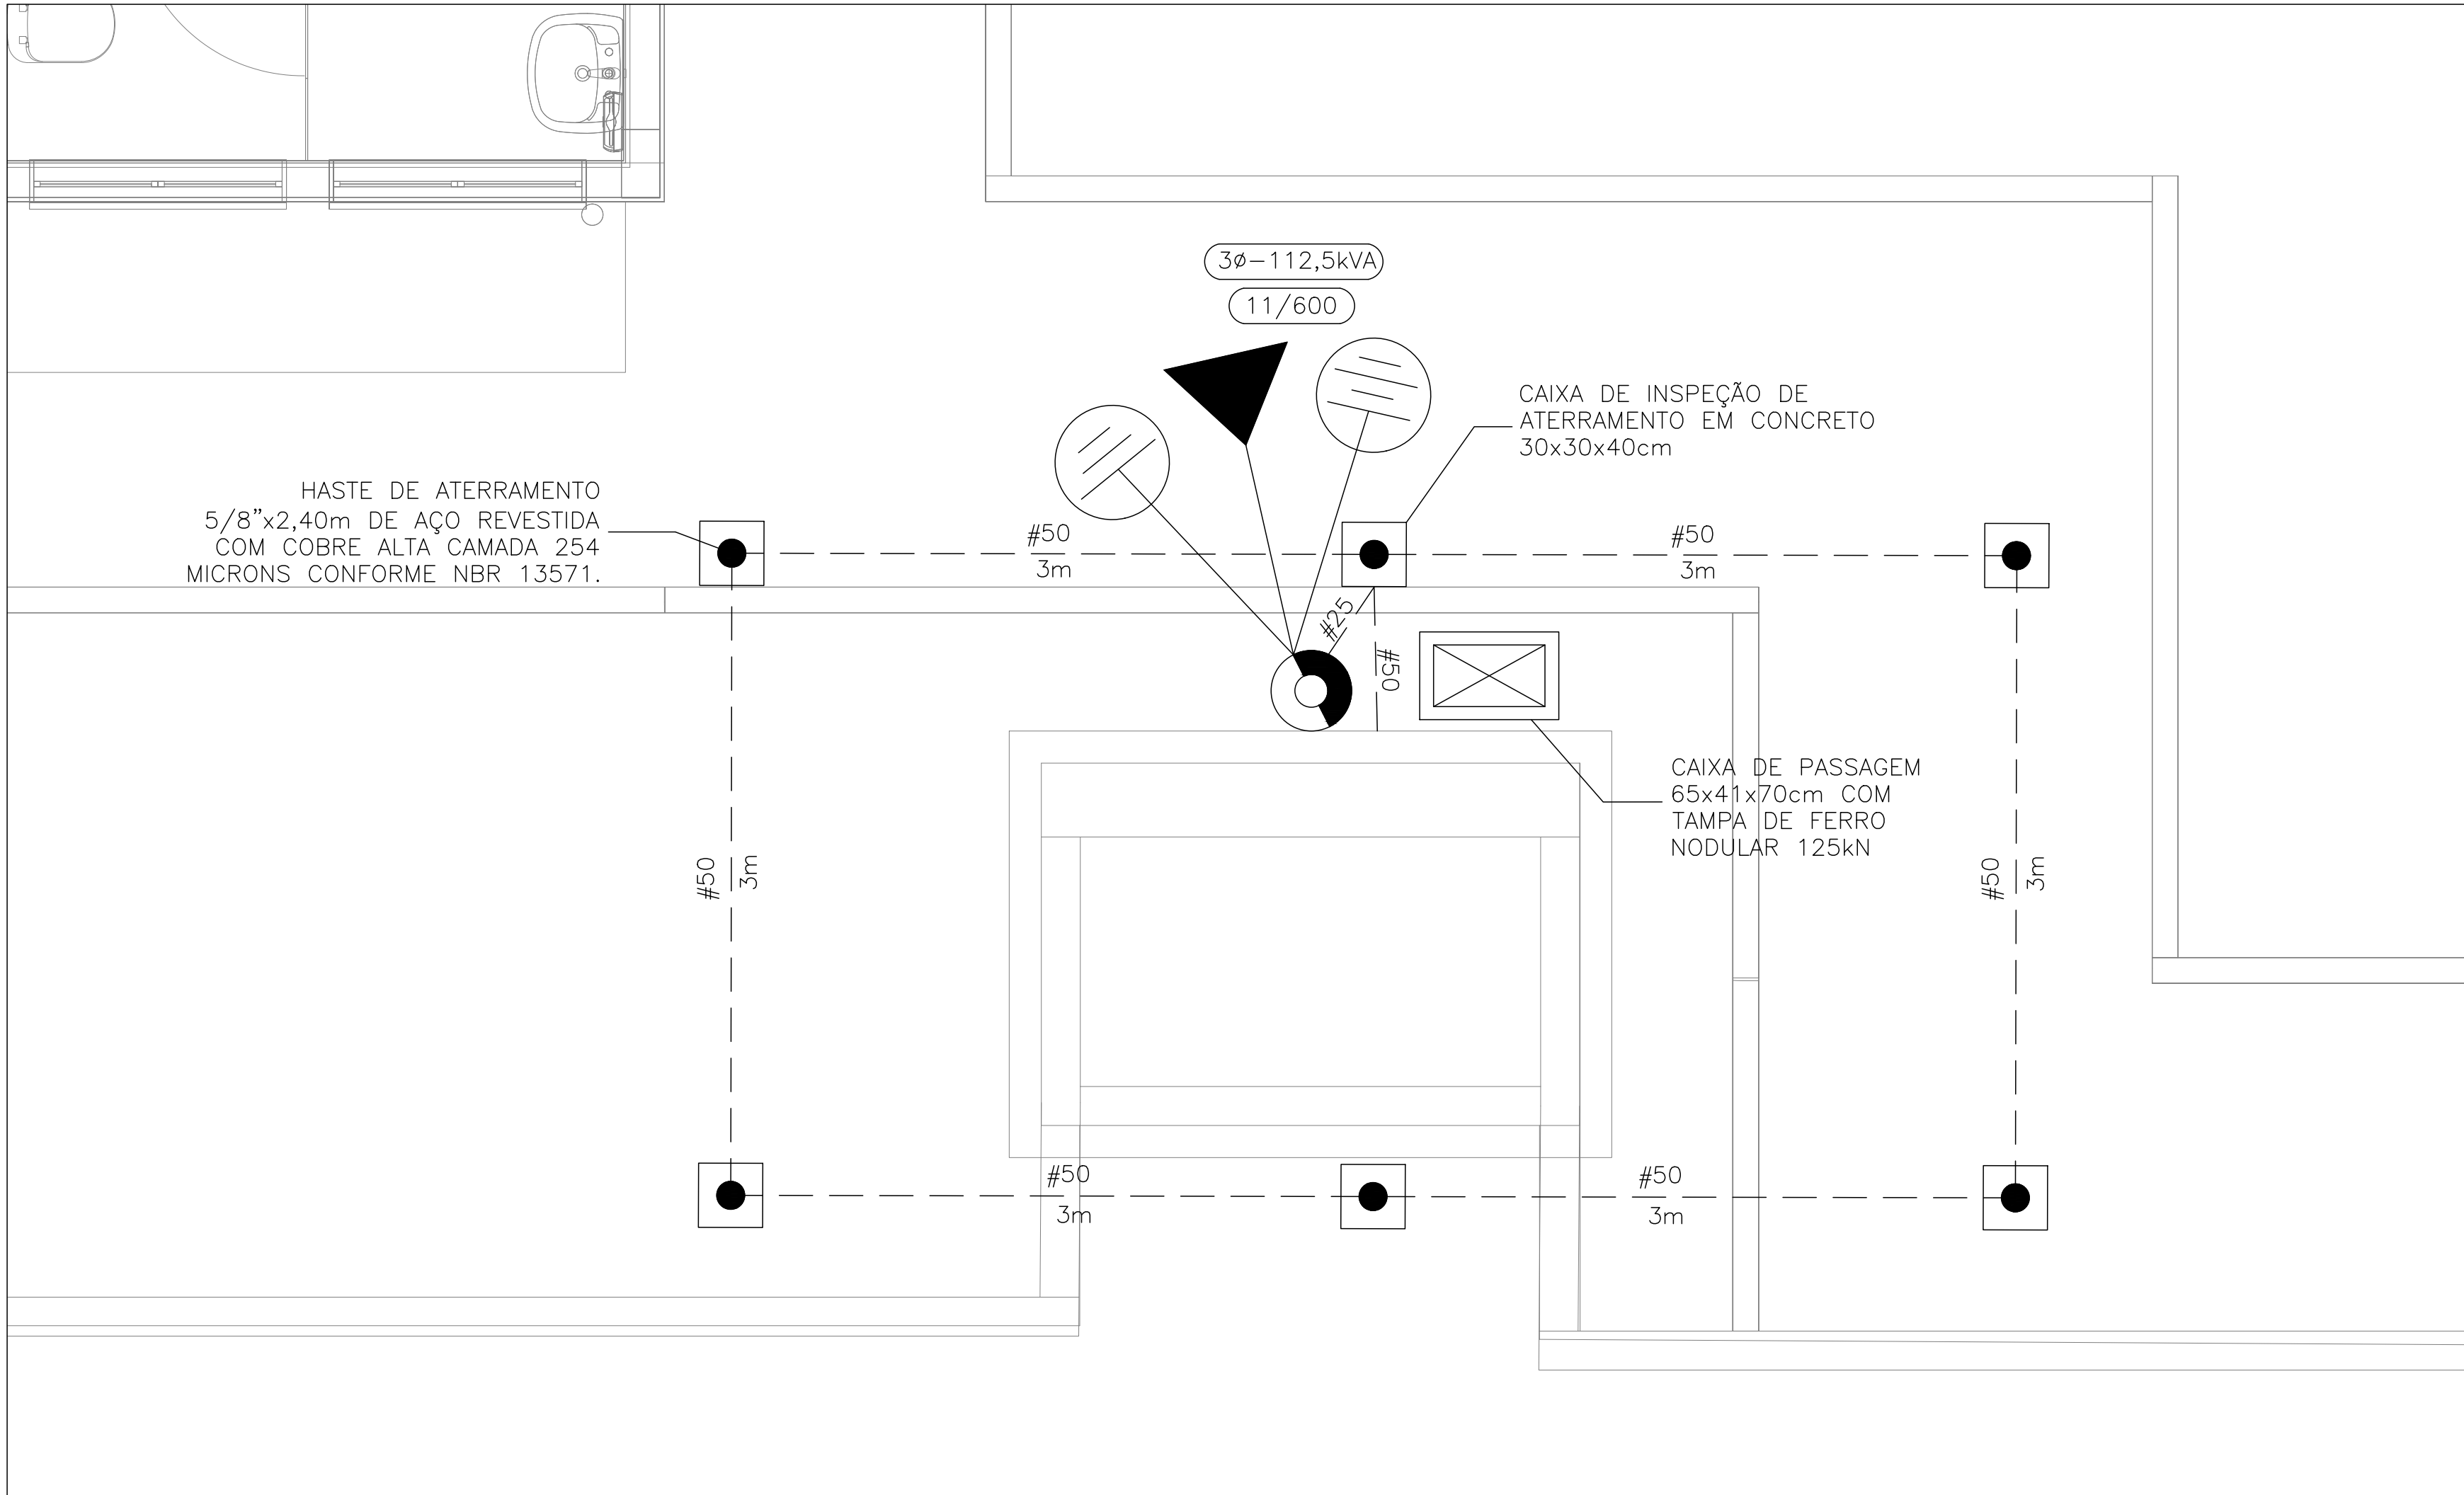 3ø-112,5kVA
11/600
CAIXA DE INSPEÇÃO DE
ATERRAMENTO EM CONCRETO
30x30x40cm
HASTE DE ATERRAMENTO
5/8"x2,40m DE AÇO REVESTIDA
COM COBRE ALTA CAMADA 254
MICRONS CONFORME NBR 13571.
#50
3m
#50
3m
#25
#50
CAIXA DE PASSAGEM
65x41x70cm COM
TAMPA DE FERRO
NODULAR 125kN
#50
3m
#50
3m
#50
3m
#50
3m